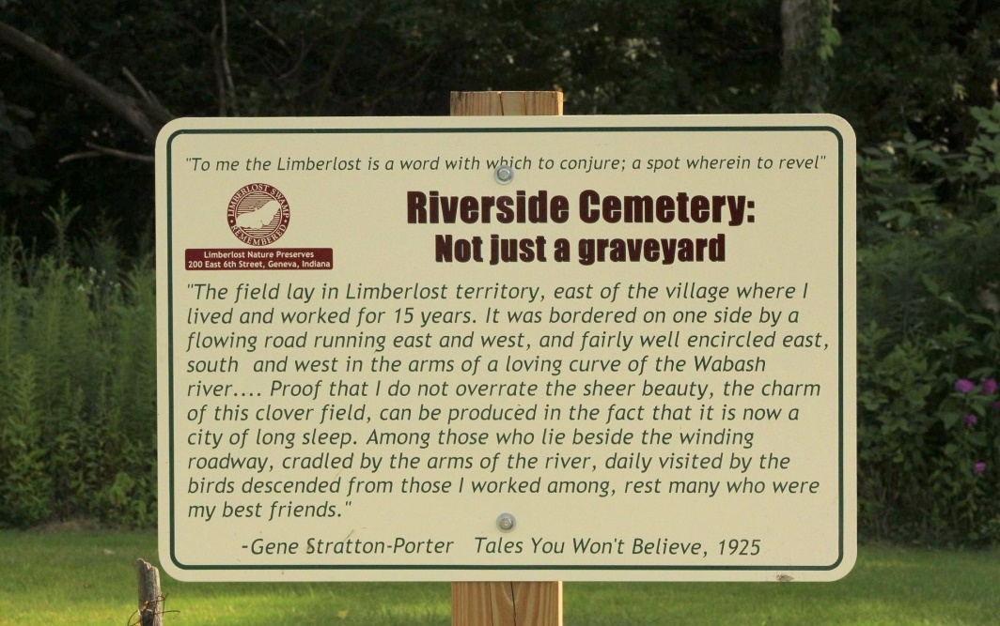 "To me the Limberlost is a word with which to conjure; a spot wherein to revel"
LIMBERLOST SWAMP
REMEMBERED
Limberlost Nature Preserves
200 East 6th Street, Geneva, Indiana
Riverside Cemetery:
Not just a graveyard
"The field lay in Limberlost territory, east of the village where I
lived and worked for 15 years. It was bordered on one side by a
flowing road running east and west, and fairly well encircled east,
south and west in the arms of a loving curve of the Wabash
river.... Proof that I do not overrate the sheer beauty, the charm
of this clover field, can be produced in the fact that it is now a
city of long sleep. Among those who lie beside the winding
roadway, cradled by the arms of the river, daily visited by the
birds descended from those I worked among, rest many who were
my best friends."
-Gene Stratton-Porter Tales You Won't Believe, 1925